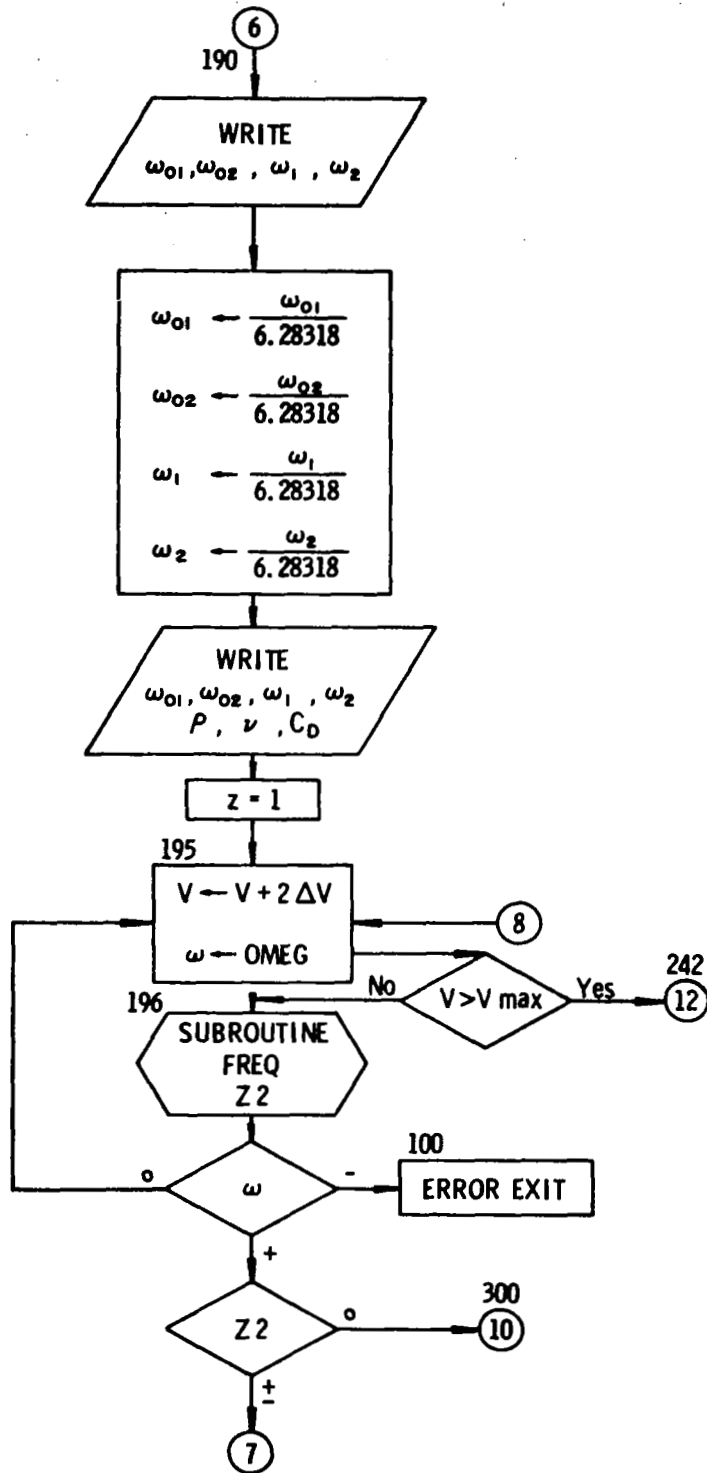 6
190
WRITE
ω₀₁, ω₀₂, ω₁, ω₂
ω₀₁ ← ω₀₁ / 6.28318
ω₀₂ ← ω₀₂ / 6.28318
ω₁ ← ω₁ / 6.28318
ω₂ ← ω₂ / 6.28318
WRITE
ω₀₁, ω₀₂, ω₁, ω₂
ρ, ν, C_D
z = 1
195
V ← V + 2 ΔV
8
ω ← OMEG
242
No
V > V max
Yes
12
196
SUBROUTINE
FREQ
Z 2
100
o
ω
-
ERROR EXIT
+
300
Z 2
o
10
±
7